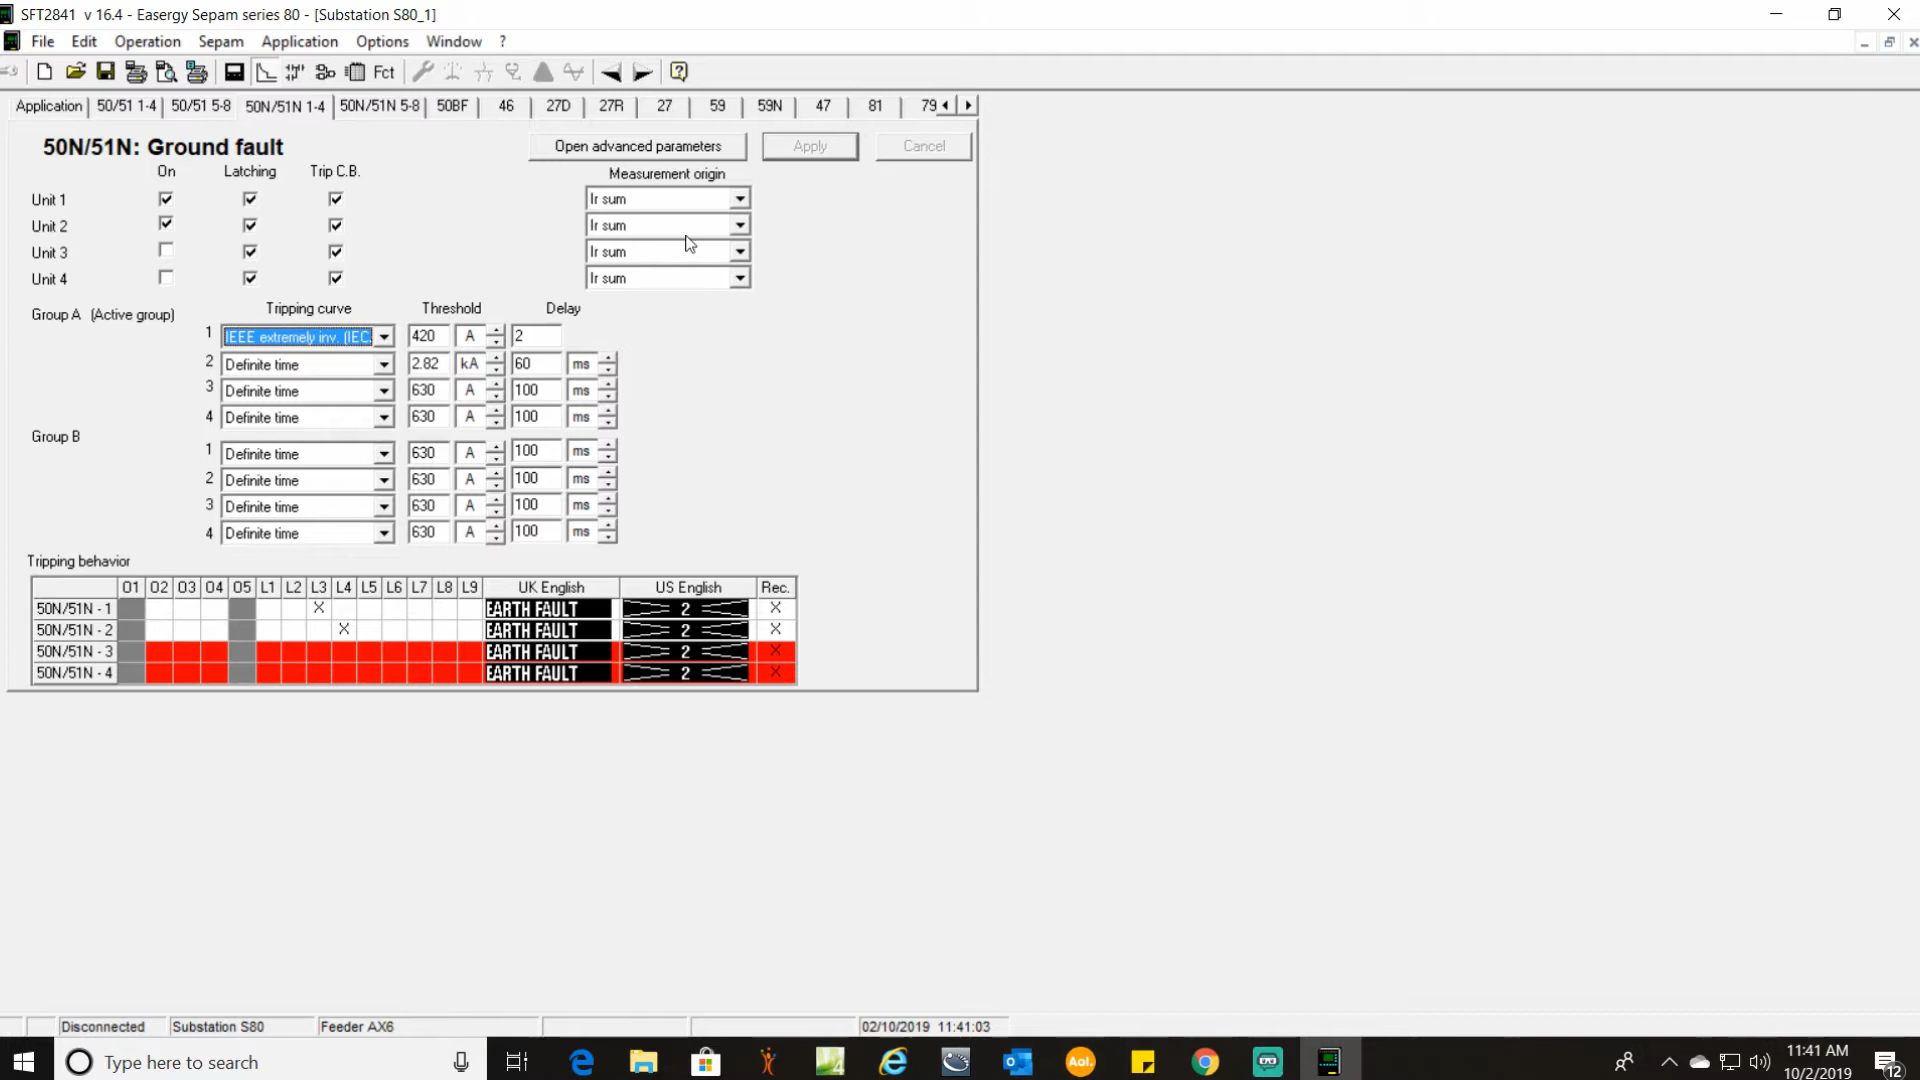 SFT2841 v 16.4 - Easergy Sepam series 80 - [Substation S80_1]
File Edit Operation Sepam Application Options Window ?
Fct
Application 50/51 1-4 50/51 5-8 50N/51N 1-4 50N/51N 5-8 50BF 46 27D 27R 27 59 59N 47 81 79
50N/51N: Ground fault
Open advanced parameters Apply Cancel
On Latching Trip C.B. Measurement origin
Unit 1 Ir sum
Unit 2 Ir sum
Unit 3 Ir sum
Unit 4 Ir sum
Group A (Active group) Tripping curve Threshold Delay
1 IEEE extremely inv. (IEC 420 A 2
2 Definite time 2.82 kA 60 ms
3 Definite time 630 A 100 ms
4 Definite time 630 A 100 ms
Group B
1 Definite time 630 A 100 ms
2 Definite time 630 A 100 ms
3 Definite time 630 A 100 ms
4 Definite time 630 A 100 ms
Tripping behavior
O1 O2 O3 O4 O5 L1 L2 L3 L4 L5 L6 L7 L8 L9 UK English US English Rec.
50N/51N - 1 X EARTH FAULT 2 X
50N/51N - 2 X EARTH FAULT 2 X
50N/51N - 3 EARTH FAULT 2 X
50N/51N - 4 EARTH FAULT 2 X
Disconnected Substation S80 Feeder AX6 02/10/2019 11:41:03
Type here to search
Aol.
11:41 AM
10/2/2019
12